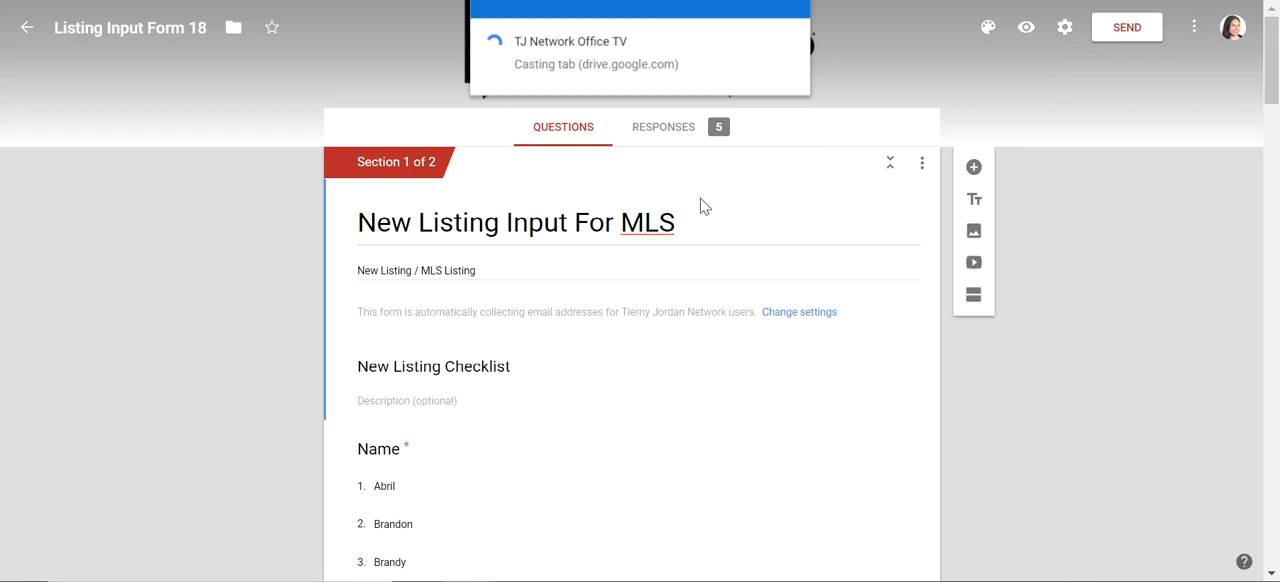 Listing Input Form 18
TJ Network Office TV
Casting tab (drive.google.com)
SEND
QUESTIONS
RESPONSES 5
Section 1 of 2
New Listing Input For MLS
New Listing / MLS Listing
This form is automatically collecting email addresses for Tierny Jordan Network users. Change settings
New Listing Checklist
Description (optional)
Name *
1. Abril
2. Brandon
3. Brandy
Tt
?